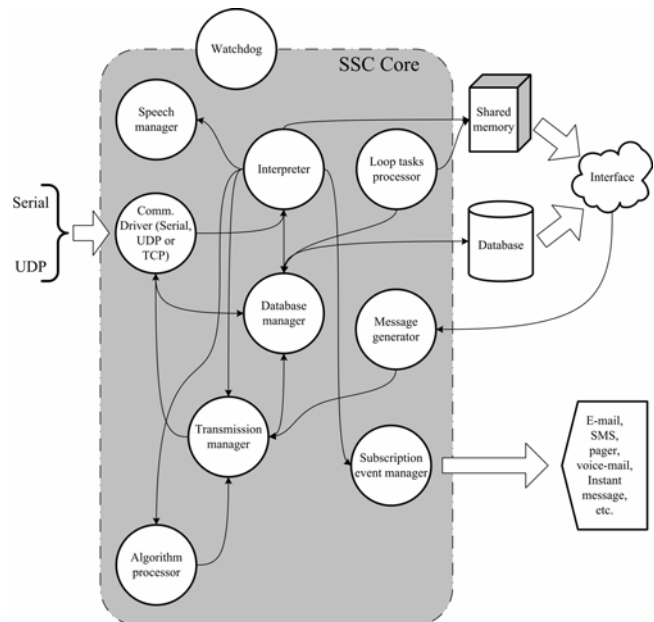 Watchdog
SSC Core
Speech
manager
Interpreter
Loop tasks
processor
Shared
memory
Interface
Serial
UDP
Comm.
Driver (Serial,
UDP or
TCP)
Database
Database
manager
Message
generator
Transmission
manager
Subscription
event manager
E-mail,
SMS,
pager,
voice-mail,
Instant
message,
etc.
Algorithm
processor